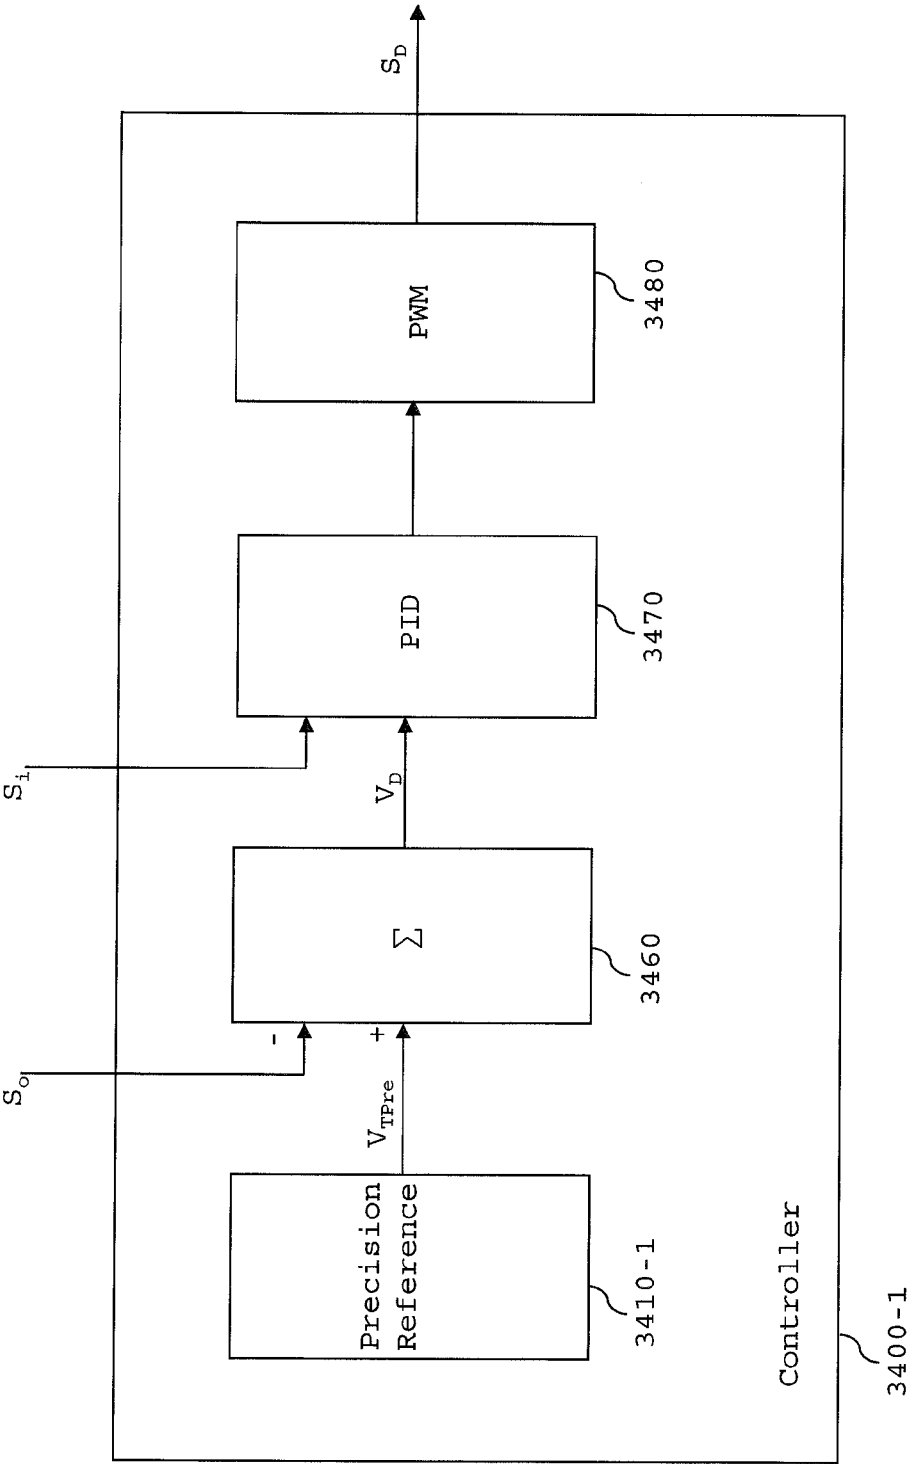 S_o
S_i
S_D
-
+
V_TPre
V_D
Precision
Reference
Σ
PID
PWM
3410-1
3460
3470
3480
Controller
3400-1